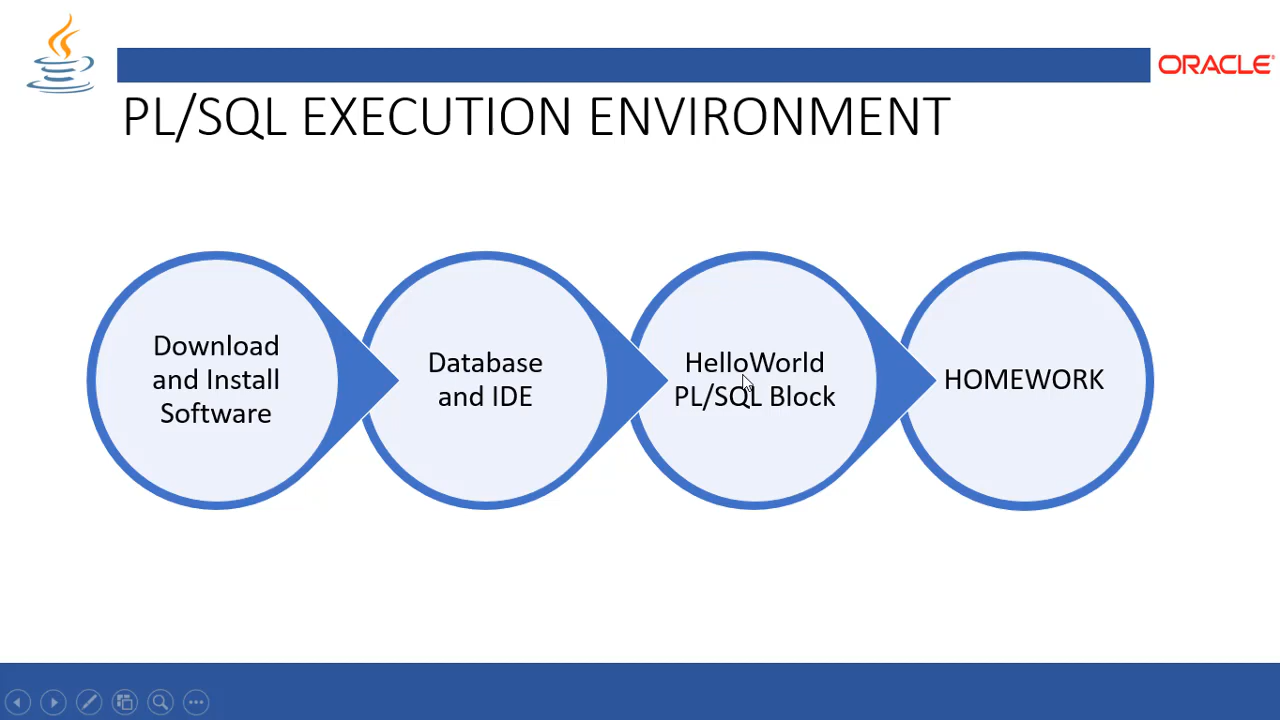 ORACLE
PL/SQL EXECUTION ENVIRONMENT
Download
and Install
Software
Database
and IDE
HelloWorld
PL/SQL Block
HOMEWORK